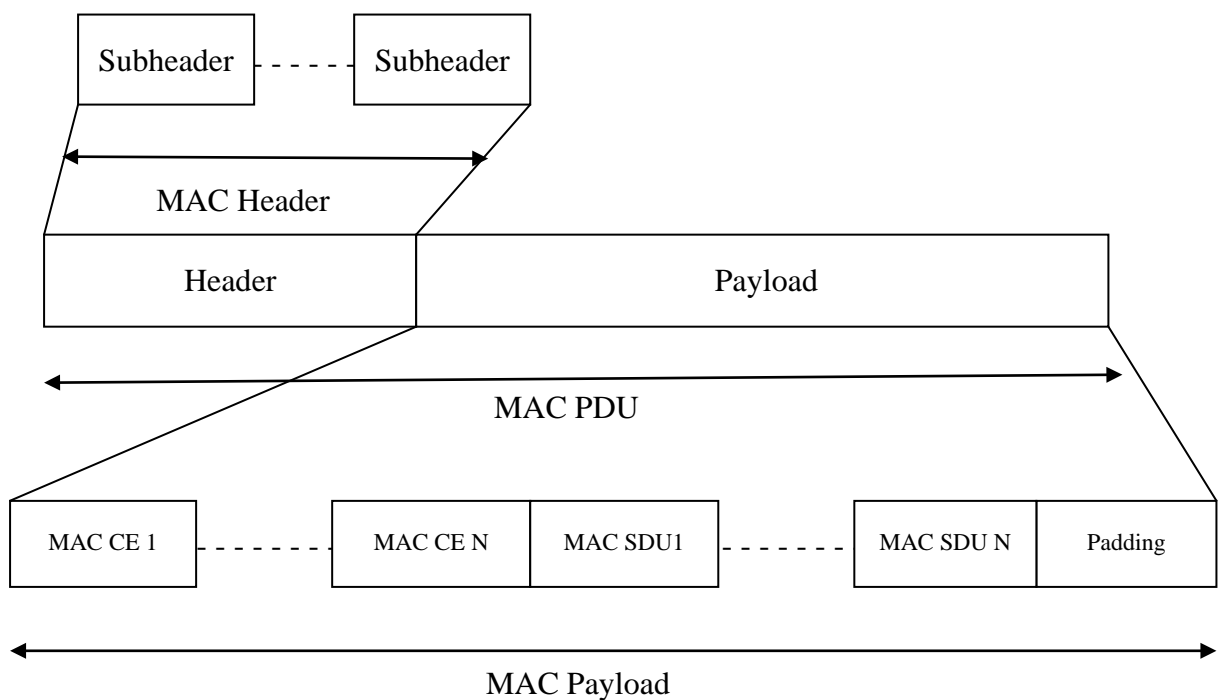 Subheader
Subheader
MAC Header
Header
Payload
MAC PDU
MAC CE 1
MAC CE N
MAC SDU1
MAC SDU N
Padding
MAC Payload